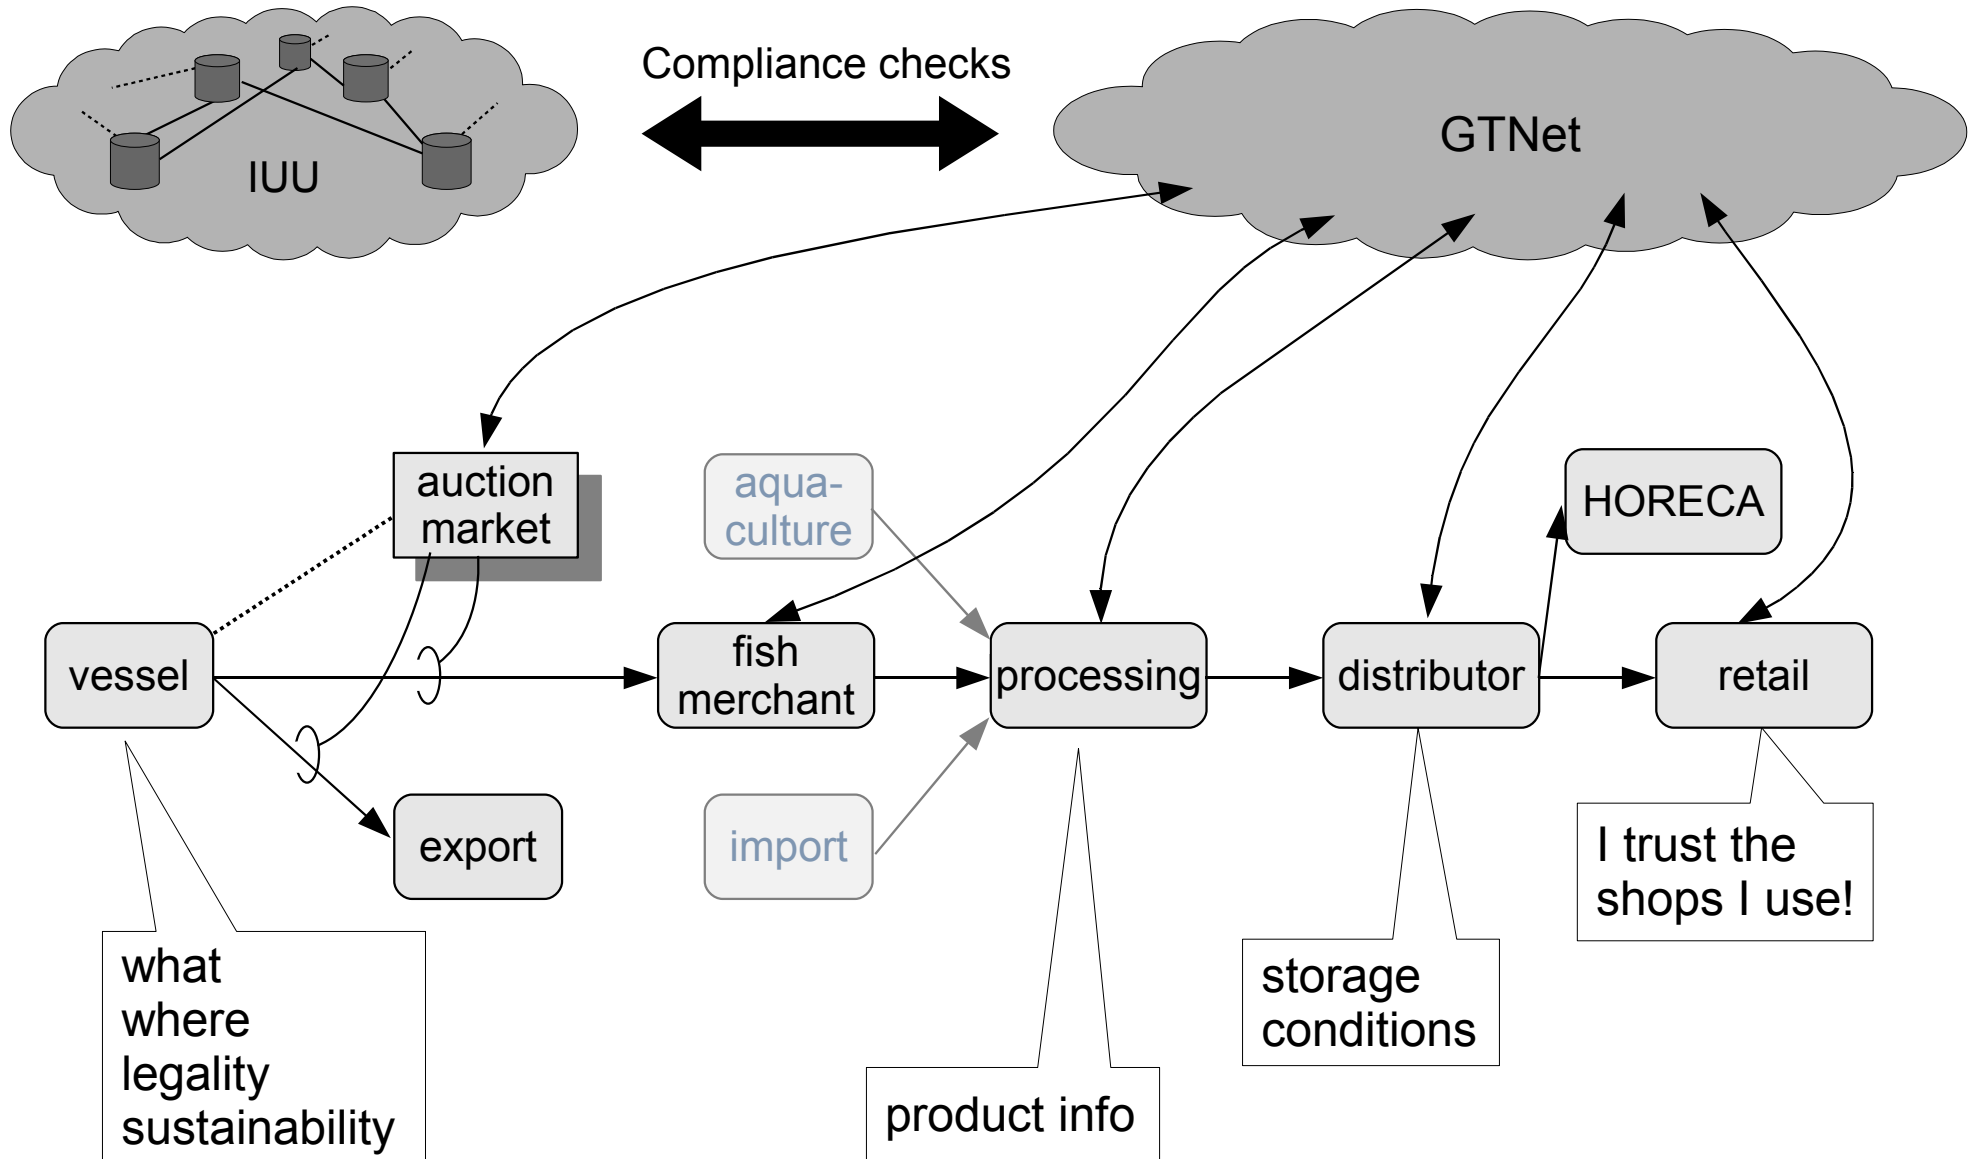 Compliance checks
IUU
GTNet
auction
market
aqua-
culture
HORECA
vessel
fish
merchant
processing
distributor
retail
export
import
I trust the
shops I use!
what
where
legality
sustainability
storage
conditions
product info